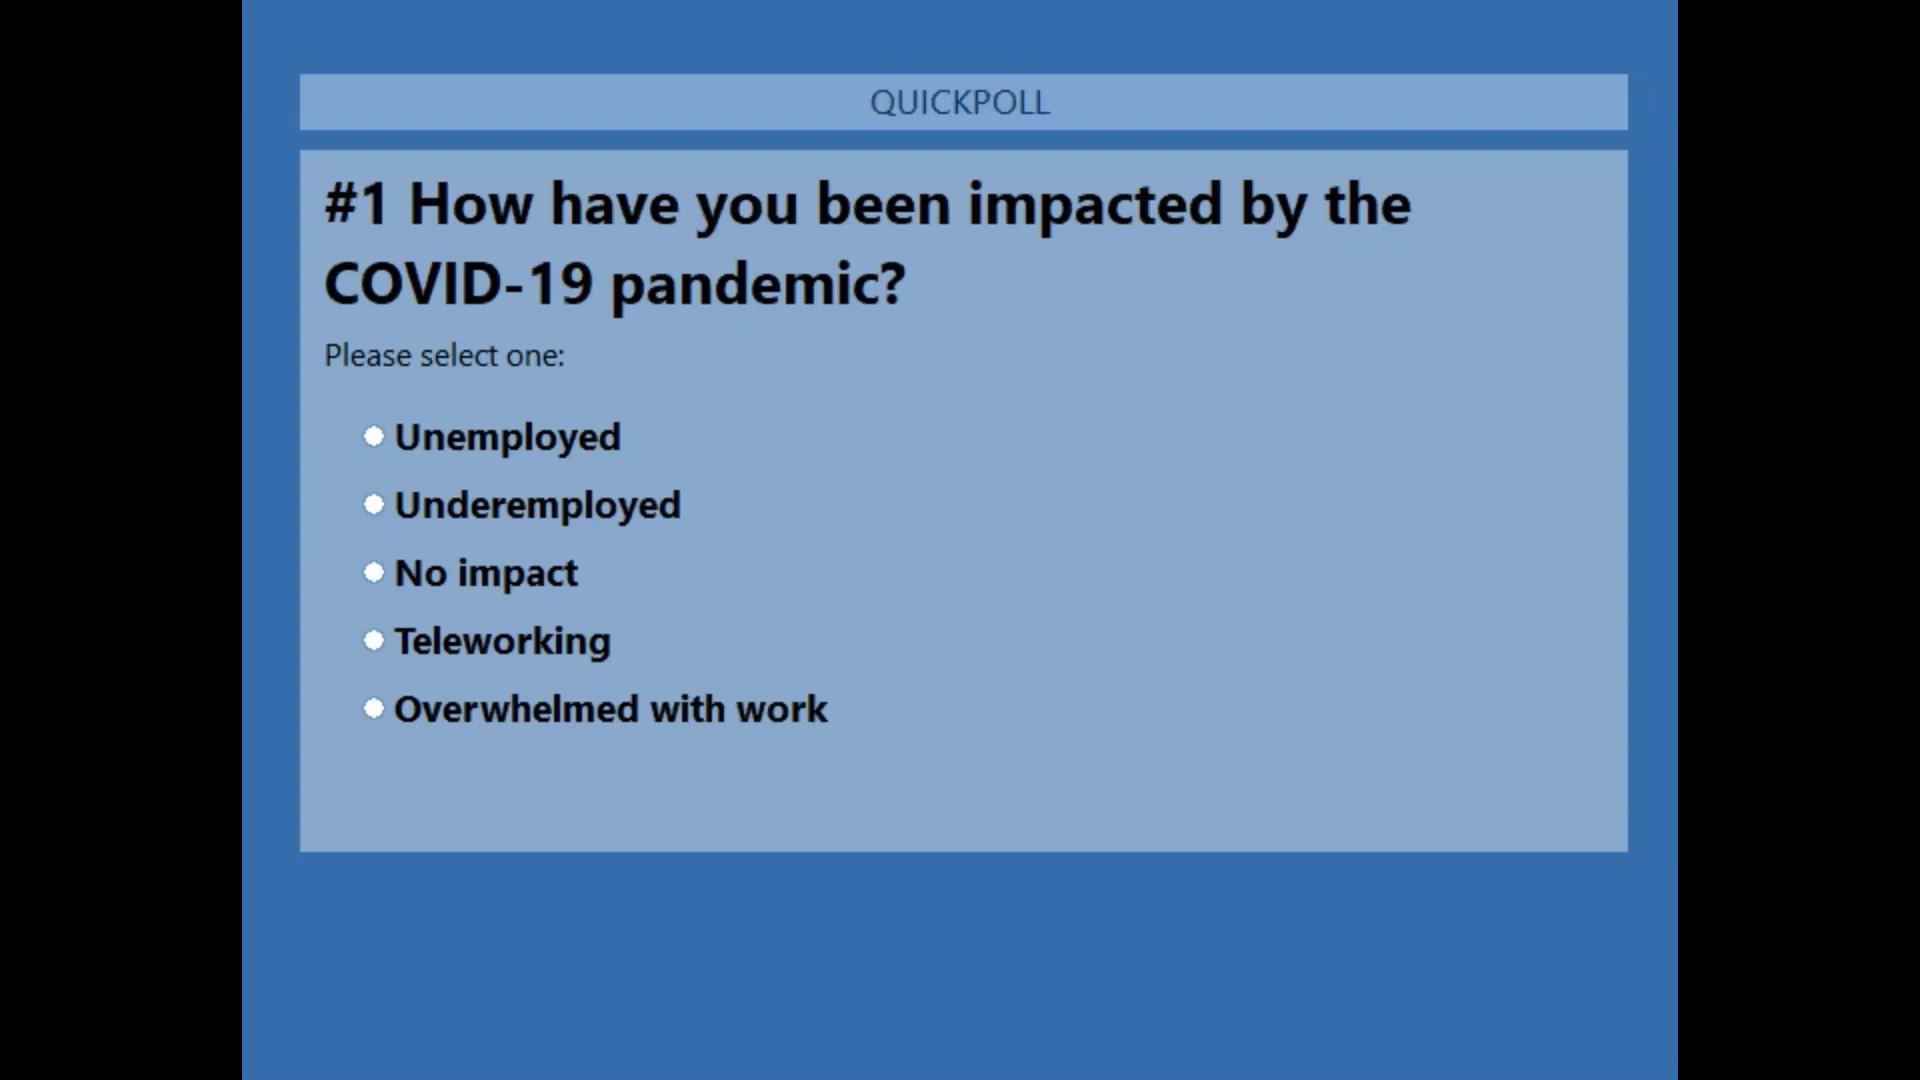 QUICKPOLL
#1 How have you been impacted by the
COVID-19 pandemic?
Please select one:
Unemployed
Underemployed
No impact
Teleworking
Overwhelmed with work